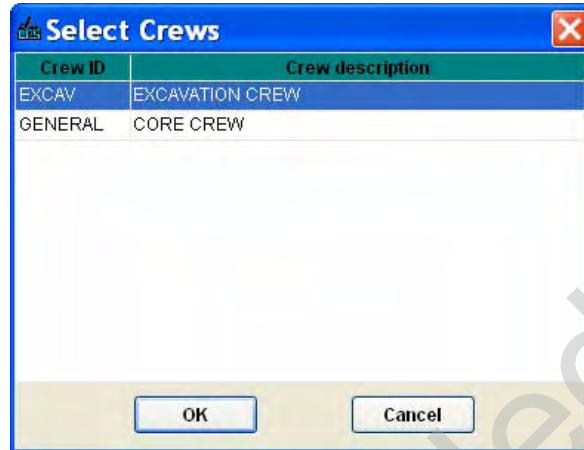 Select Crews
Crew ID Crew description
EXCAV EXCAVATION CREW
GENERAL CORE CREW
OK Cancel